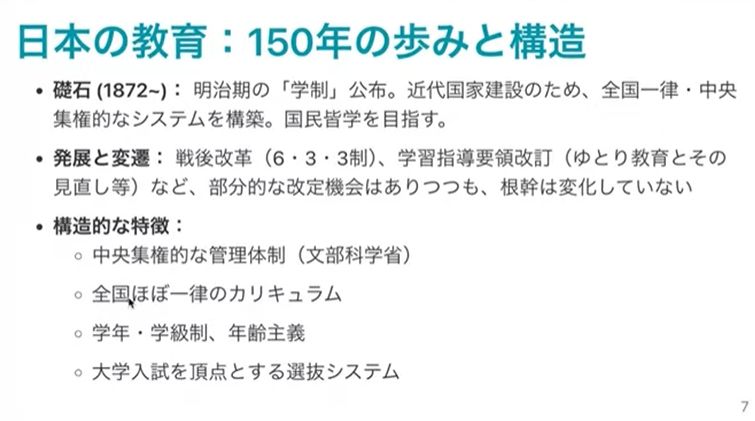 日本の教育：150年の歩みと構造
• 礎石 (1872~)： 明治期の「学制」公布。近代国家建設のため、全国一律・中央
集権的なシステムを構築。国民皆学を目指す。
• 発展と変遷： 戦後改革（6・3・3制）、学習指導要領改訂（ゆとり教育とその
見直し等）など、部分的な改定機会はありつつも、根幹は変化していない
• 構造的な特徴：
○ 中央集権的な管理体制（文部科学省）
○ 全国ほぼ一律のカリキュラム
○ 学年・学級制、年齢主義
○ 大学入試を頂点とする選抜システム
7